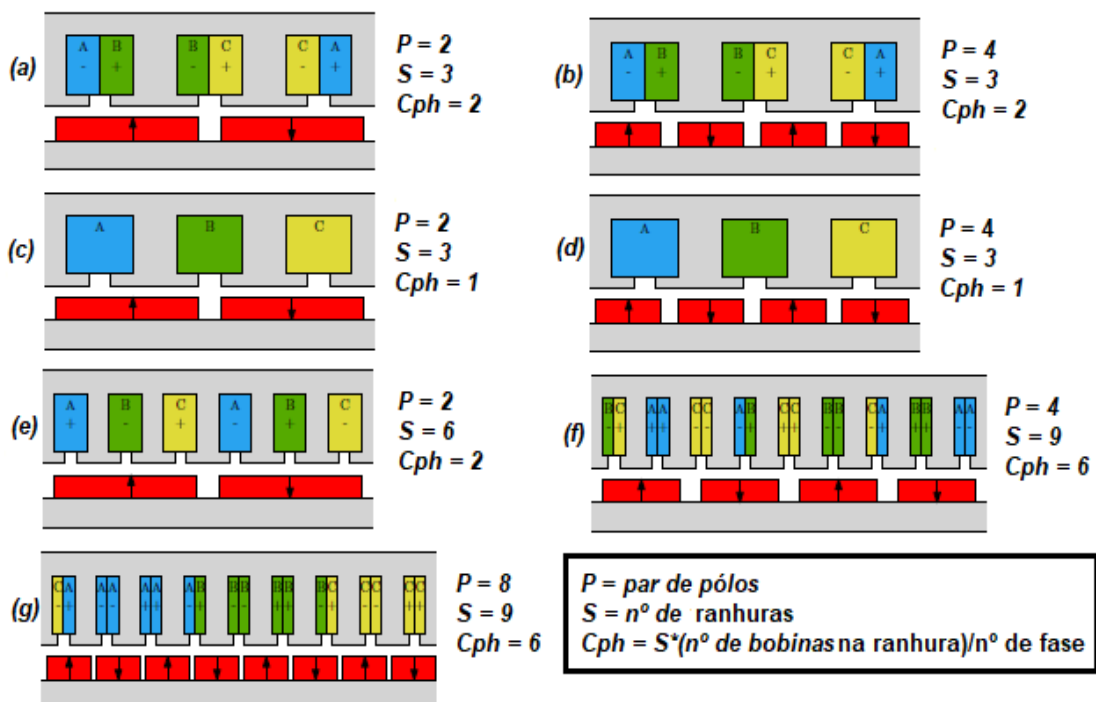 (a)
A B B C C A
- + - + - +
P = 2
S = 3
Cph = 2
(b)
A B B C C A
- + - + - +
P = 4
S = 3
Cph = 2
(c)
A B C
P = 2
S = 3
Cph = 1
(d)
A B C
P = 4
S = 3
Cph = 1
(e)
A B C A B C
+ - + - + -
P = 2
S = 6
Cph = 2
(f)
B C A A C C A B C C B B C A B B A A
- + + + - - - + + + - - - + + + - -
P = 4
S = 9
Cph = 6
(g)
C A A A A A A B B B B B B C C C C C
- + - - + + - + - - + + - + - - + +
P = 8
S = 9
Cph = 6
P = par de pólos
S = nº de ranhuras
Cph = S*(nº de bobinas na ranhura)/nº de fase